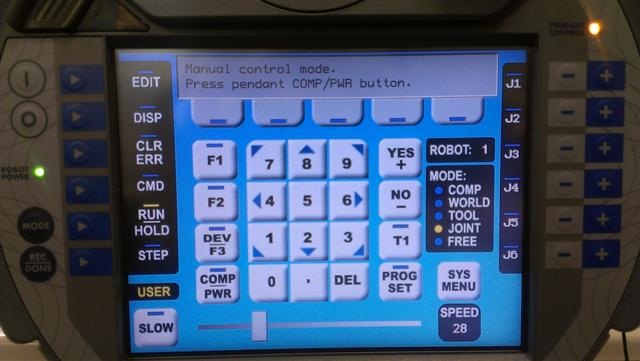 PENDANT
CONTROL
Manual control mode.
Press pendant COMP/PWR button.
I
O
ROBOT
POWER
MODE
REC/
DONE
EDIT
DISP
CLR
ERR
CMD
RUN
HOLD
STEP
USER
SLOW
F1
7
8
9
YES
+
F2
4
5
6
NO
-
DEV
F3
1
2
3
T1
COMP
PWR
0
.
DEL
PROG
SET
ROBOT: 1
MODE:
COMP
WORLD
TOOL
JOINT
FREE
SYS
MENU
SPEED
28
J1
- +
J2
- +
J3
- +
J4
- +
J5
- +
J6
- +